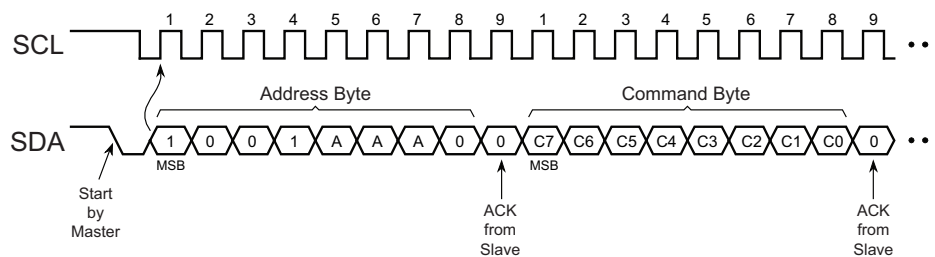 1 2 3 4 5 6 7 8 9 1 2 3 4 5 6 7 8 9
SCL
Address Byte Command Byte
SDA 1 0 0 1 A A A 0 0 C7 C6 C5 C4 C3 C2 C1 C0 0
MSB MSB
Start
by
Master
ACK
from
Slave
ACK
from
Slave